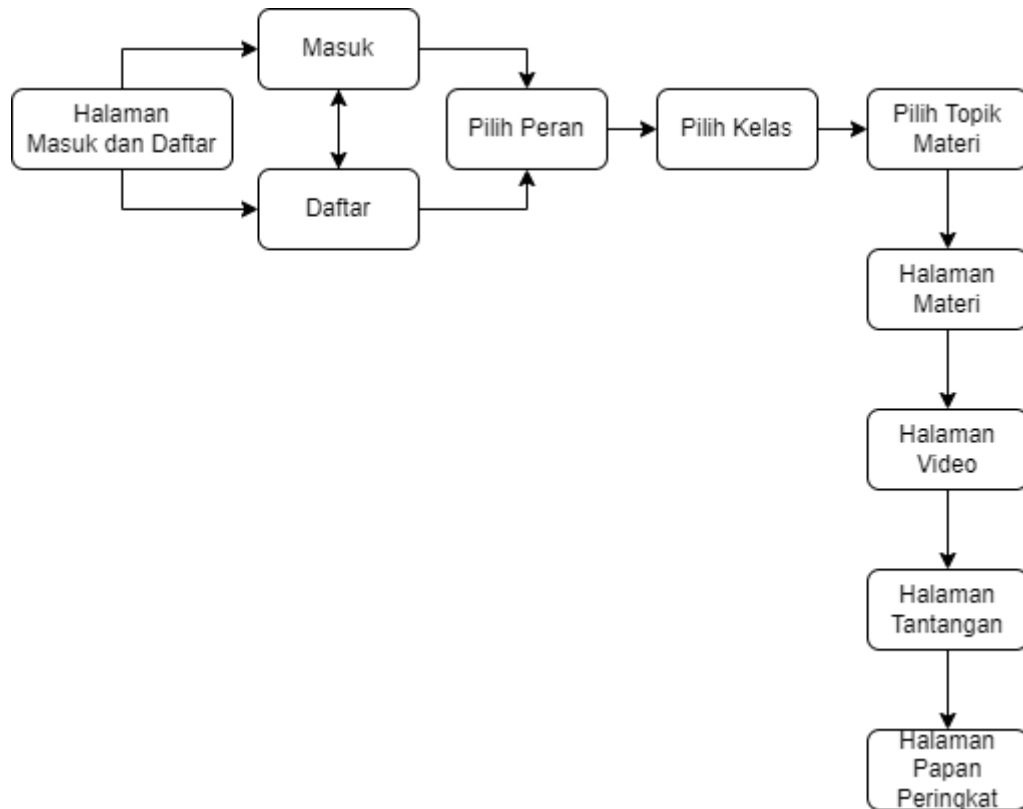 Masuk
Halaman
Masuk dan Daftar
Daftar
Pilih Peran
Pilih Kelas
Pilih Topik
Materi
Halaman
Materi
Halaman
Video
Halaman
Tantangan
Halaman
Papan
Peringkat